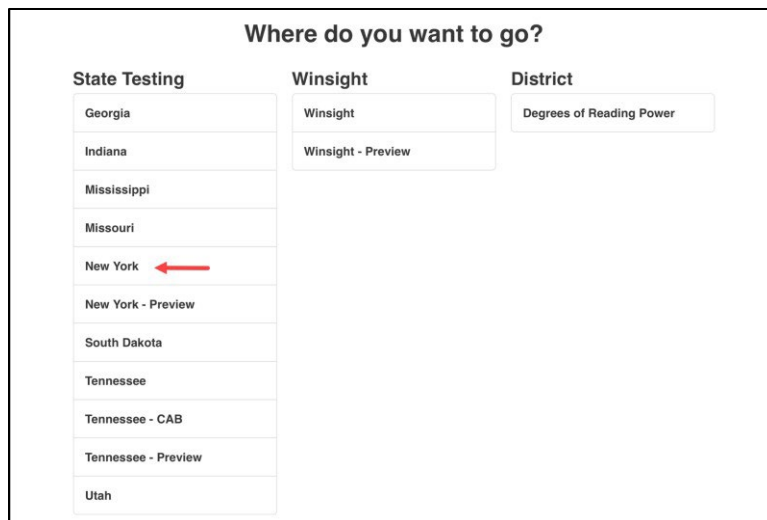 Where do you want to go?
State Testing
Georgia
Indiana
Mississippi
Missouri
New York
New York - Preview
South Dakota
Tennessee
Tennessee - CAB
Tennessee - Preview
Utah
Winsight
Winsight
Winsight - Preview
District
Degrees of Reading Power